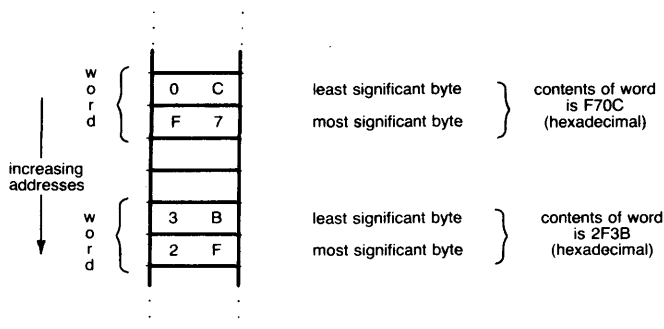 w
o
r
d
0 C
F 7
least significant byte
most significant byte
contents of word
is F70C
(hexadecimal)
increasing
addresses
w
o
r
d
3 B
2 F
least significant byte
most significant byte
contents of word
is 2F3B
(hexadecimal)